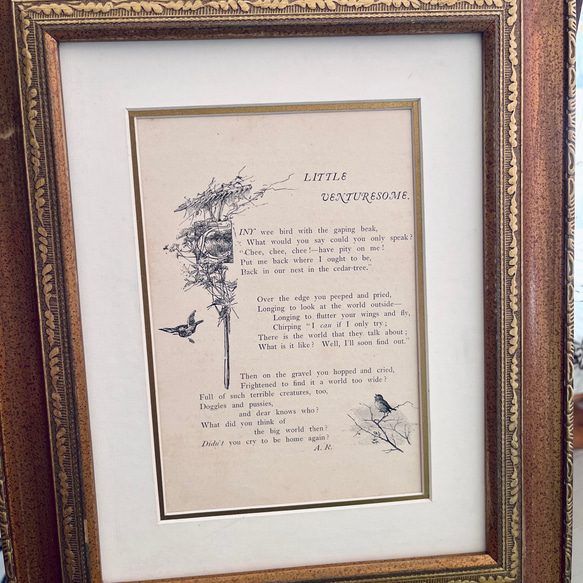 LITTLE
VENTURESOME.
TINY wee bird with the gaping beak,
What would you say could you only speak?
"Chee, chee, chee!—have pity on me!
Put me back where I ought to be,
Back in our nest in the cedar-tree."
Over the edge you peeped and pried,
Longing to look at the world outside—
Longing to flutter your wings and fly,
Chirping "I can if I only try;
There is the world that they talk about;
What is it like? Well, I'll soon find out."
Then on the gravel you hopped and cried,
Frightened to find it a world too wide?
Full of such terrible creatures, too,
Doggies and pussies,
and dear knows who?
What did you think of
the big world then?
Didn't you cry to be home again?
A. R.